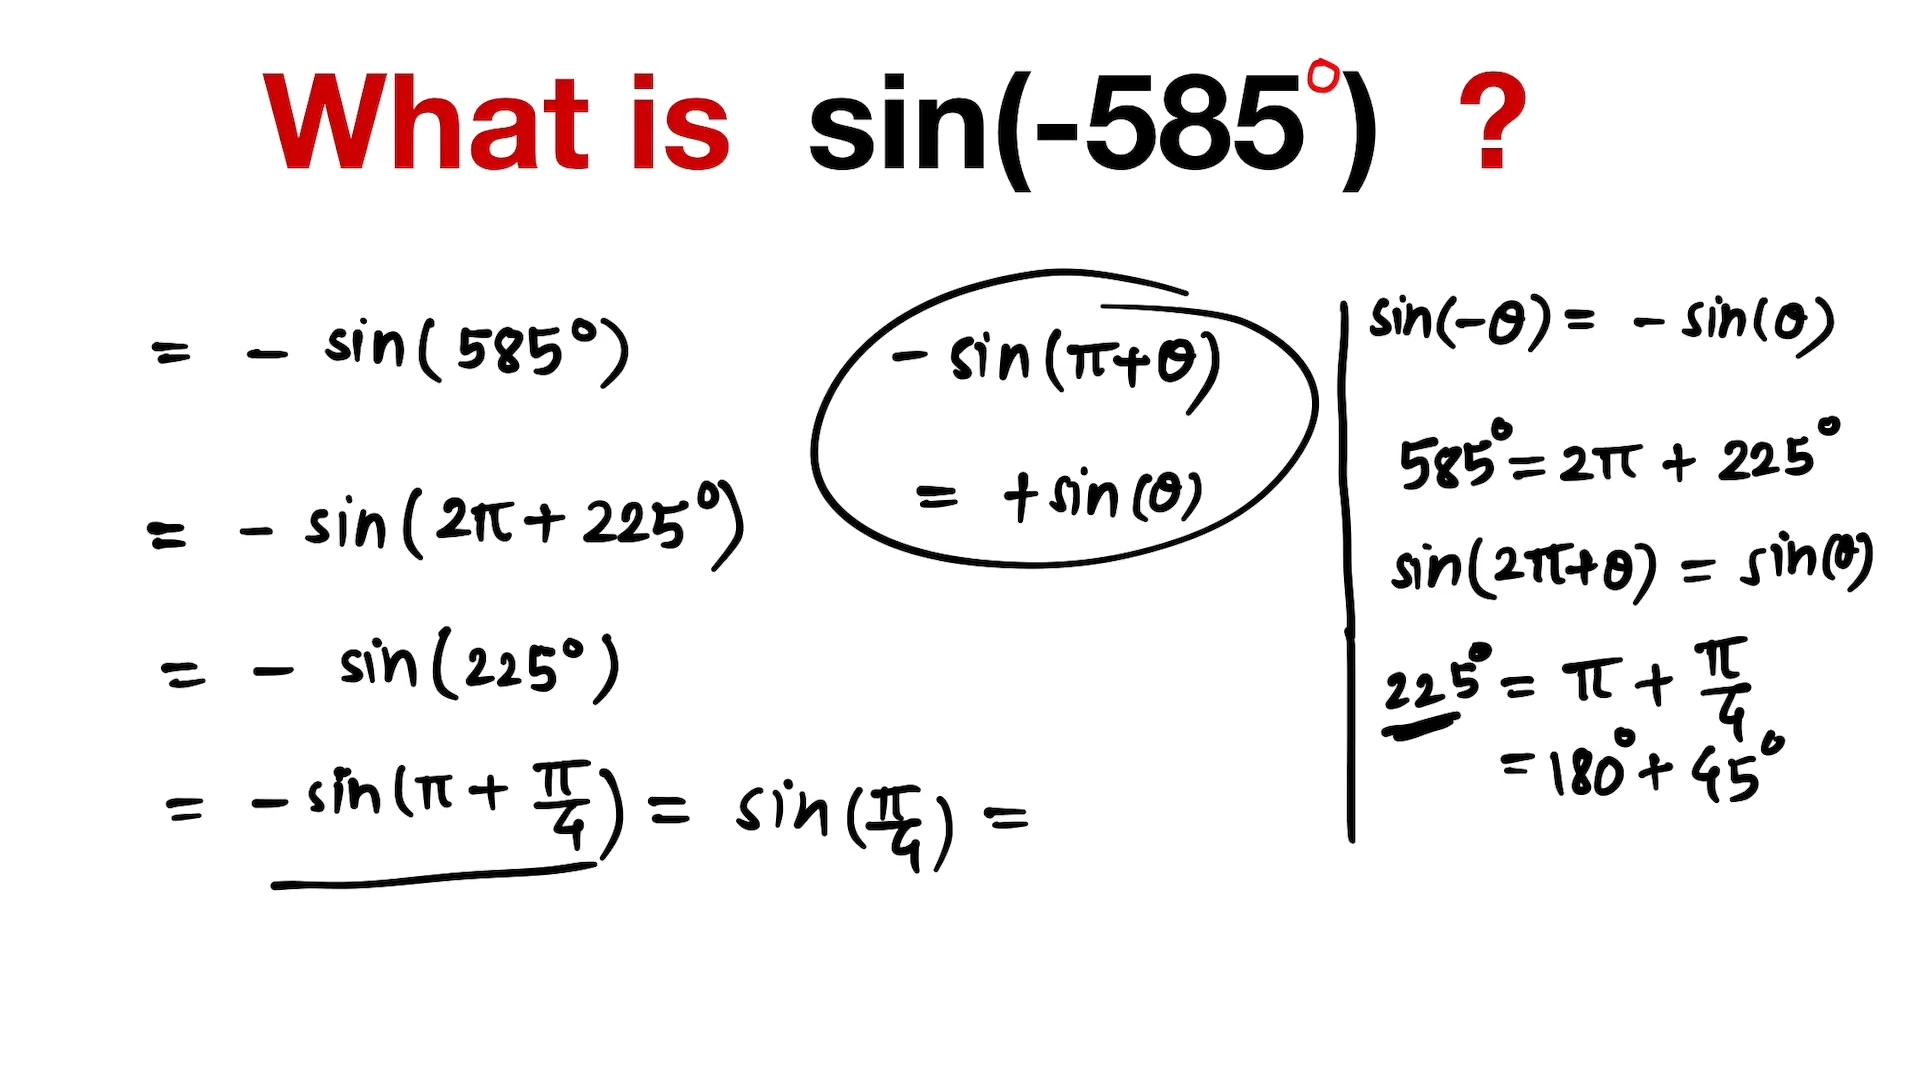 What is sin(-585°) ?
= - sin(585°)
= - sin(2π+225°)
= - sin(225°)
= - sin(π + π/4) = sin(π/4) =
- sin(π+θ)
= + sin(θ)
sin(-θ) = - sin(θ)
585° = 2π + 225°
sin(2π+θ) = sin(θ)
225° = π + π/4
= 180° + 45°